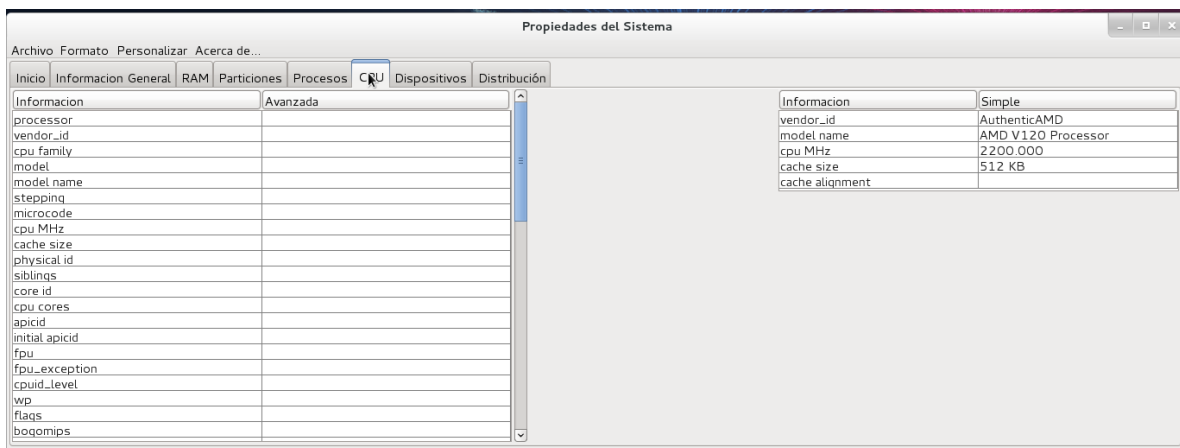 Propiedades del Sistema
Archivo Formato Personalizar Acerca de...
Inicio Informacion General RAM Particiones Procesos CPU Dispositivos Distribución
Informacion Avanzada
processor
vendor_id
cpu family
model
model name
stepping
microcode
cpu MHz
cache size
physical id
siblings
core id
cpu cores
apicid
initial apicid
fpu
fpu_exception
cpuid_level
wp
flags
bogomips
Informacion Simple
vendor_id AuthenticAMD
model name AMD V120 Processor
cpu MHz 2200.000
cache size 512 KB
cache alignment